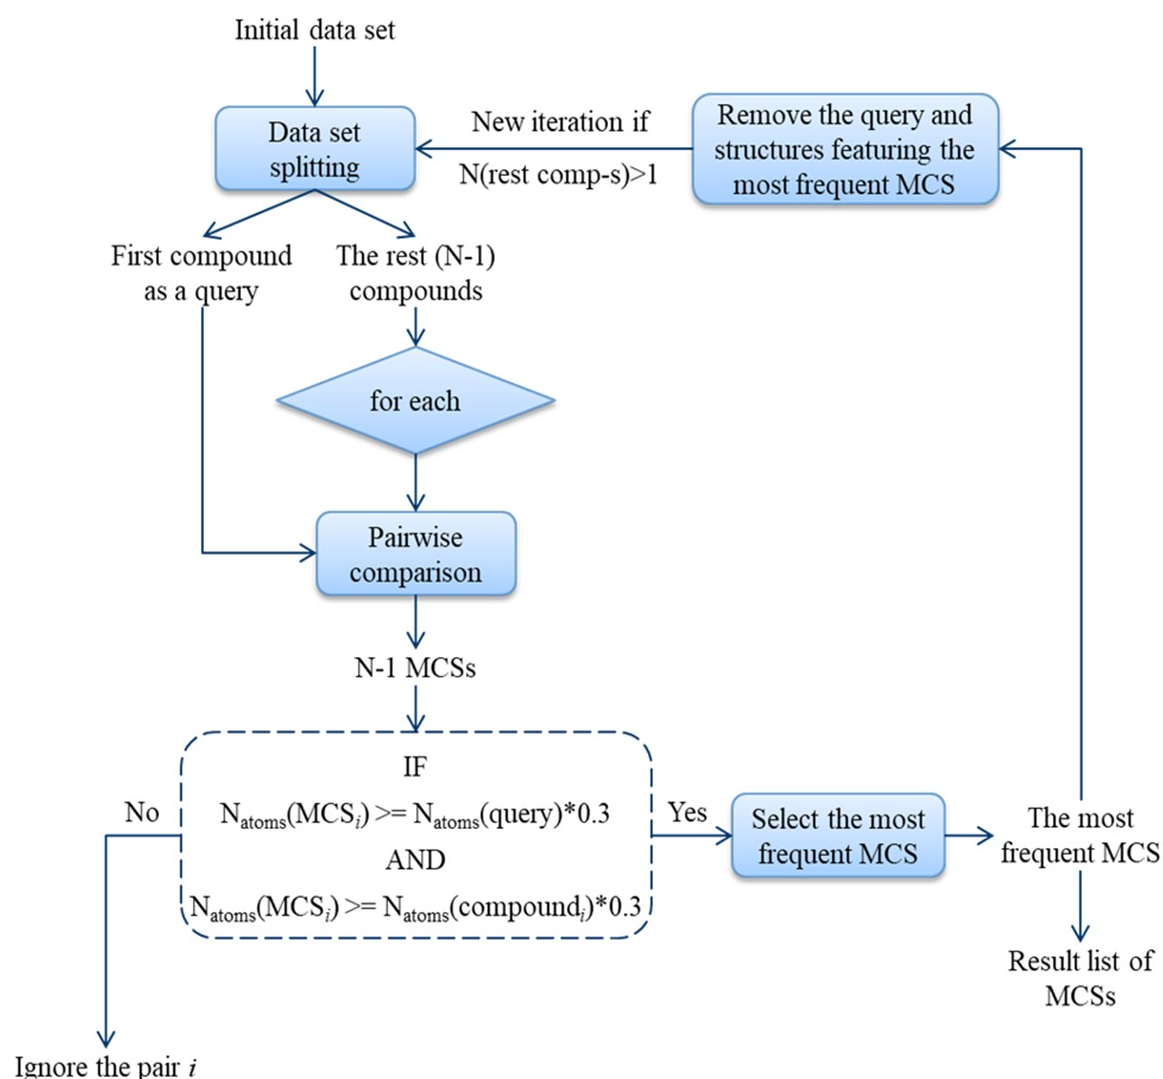 Initial data set
Data set
splitting
New iteration if
N(rest comp-s)>1
Remove the query and
structures featuring the
most frequent MCS
First compound
as a query
The rest (N-1)
compounds
for each
Pairwise
comparison
N-1 MCSs
IF
Natoms(MCSi) >= Natoms(query)*0.3
AND
Natoms(MCSi) >= Natoms(compoundi)*0.3
No
Yes
Select the most
frequent MCS
The most
frequent MCS
Result list of
MCSs
Ignore the pair i